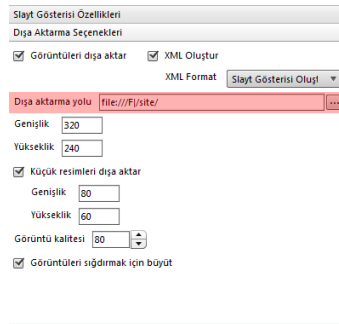 Slayt Gösterisi Özellikleri
Dışa Aktarma Seçenekleri
Görüntüleri dışa aktar XML Oluştur
XML Format Slayt Gösterisi Oluşt
Dışa aktarma yolu file:///F|/site/ ...
Genişlik 320
Yükseklik 240
Küçük resimleri dışa aktar
Genişlik 80
Yükseklik 60
Görüntü kalitesi 80
Görüntüleri sığdırmak için büyüt